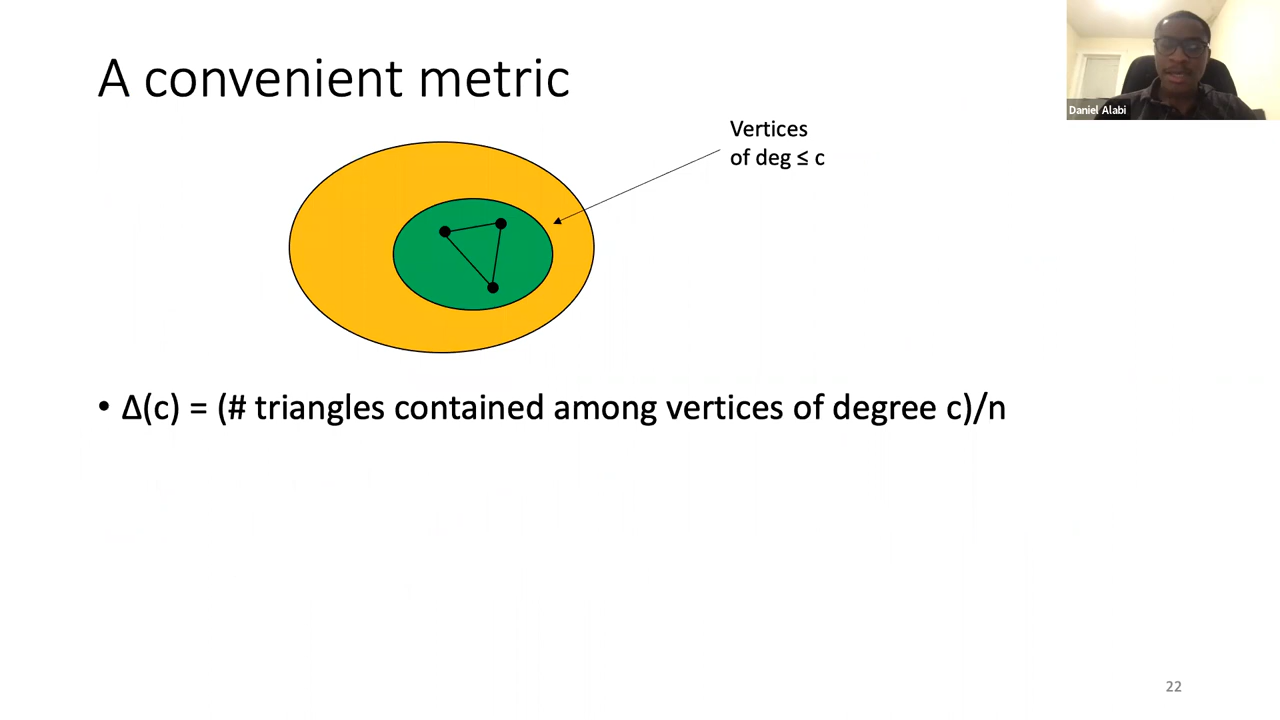 A convenient metric
Daniel Alabi
Vertices
of deg ≤ c
• Δ(c) = (# triangles contained among vertices of degree c)/n
22